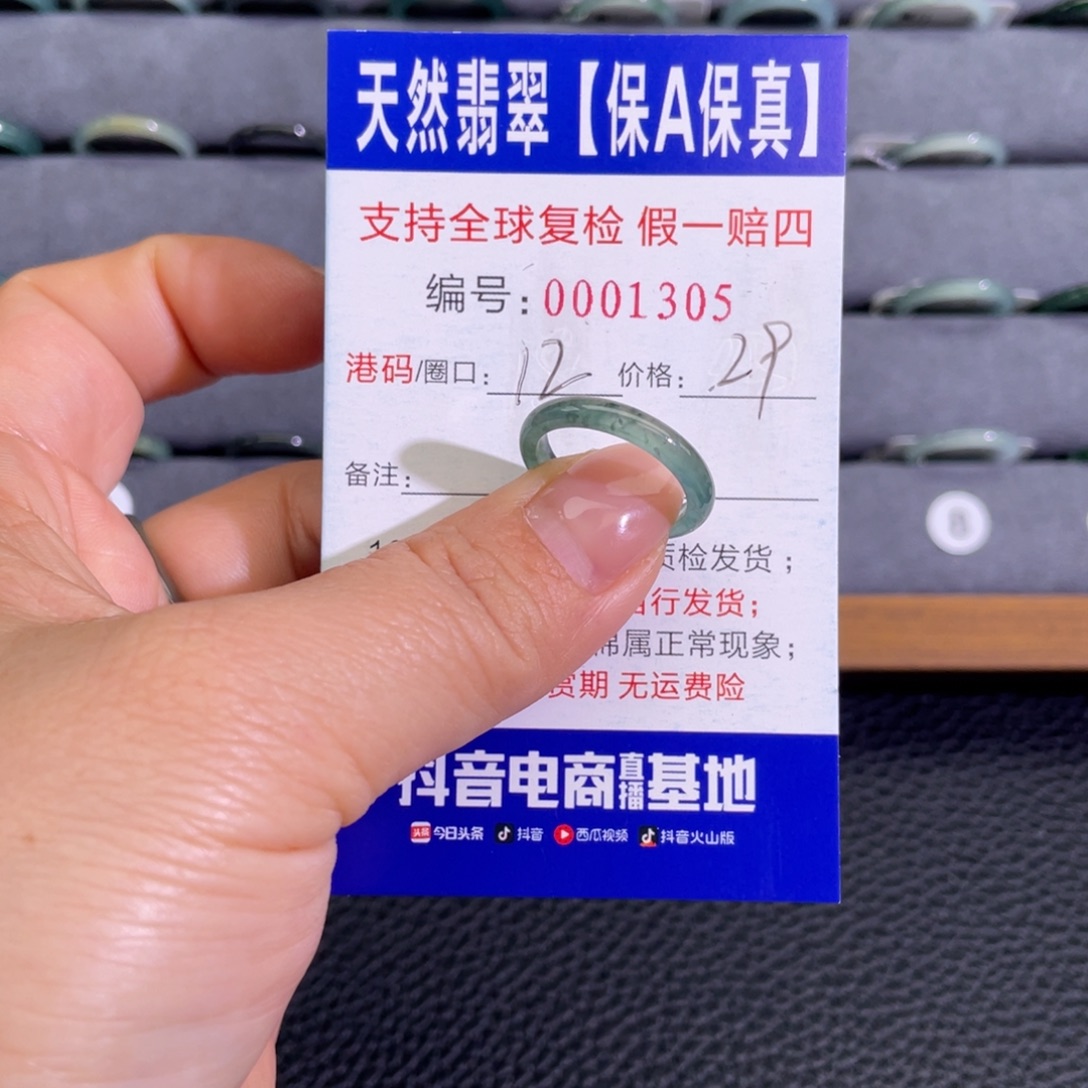 天然翡翠【保A保真】
支持全球复检 假一赔四
编号:0001305
港码/圈口: 12 价格: 29
备注:
质检发货;
自行发货;
棉属正常现象;
货期 无运费险
抖音电商直播基地
头条 今日头条 抖音 西瓜视频 抖音火山版